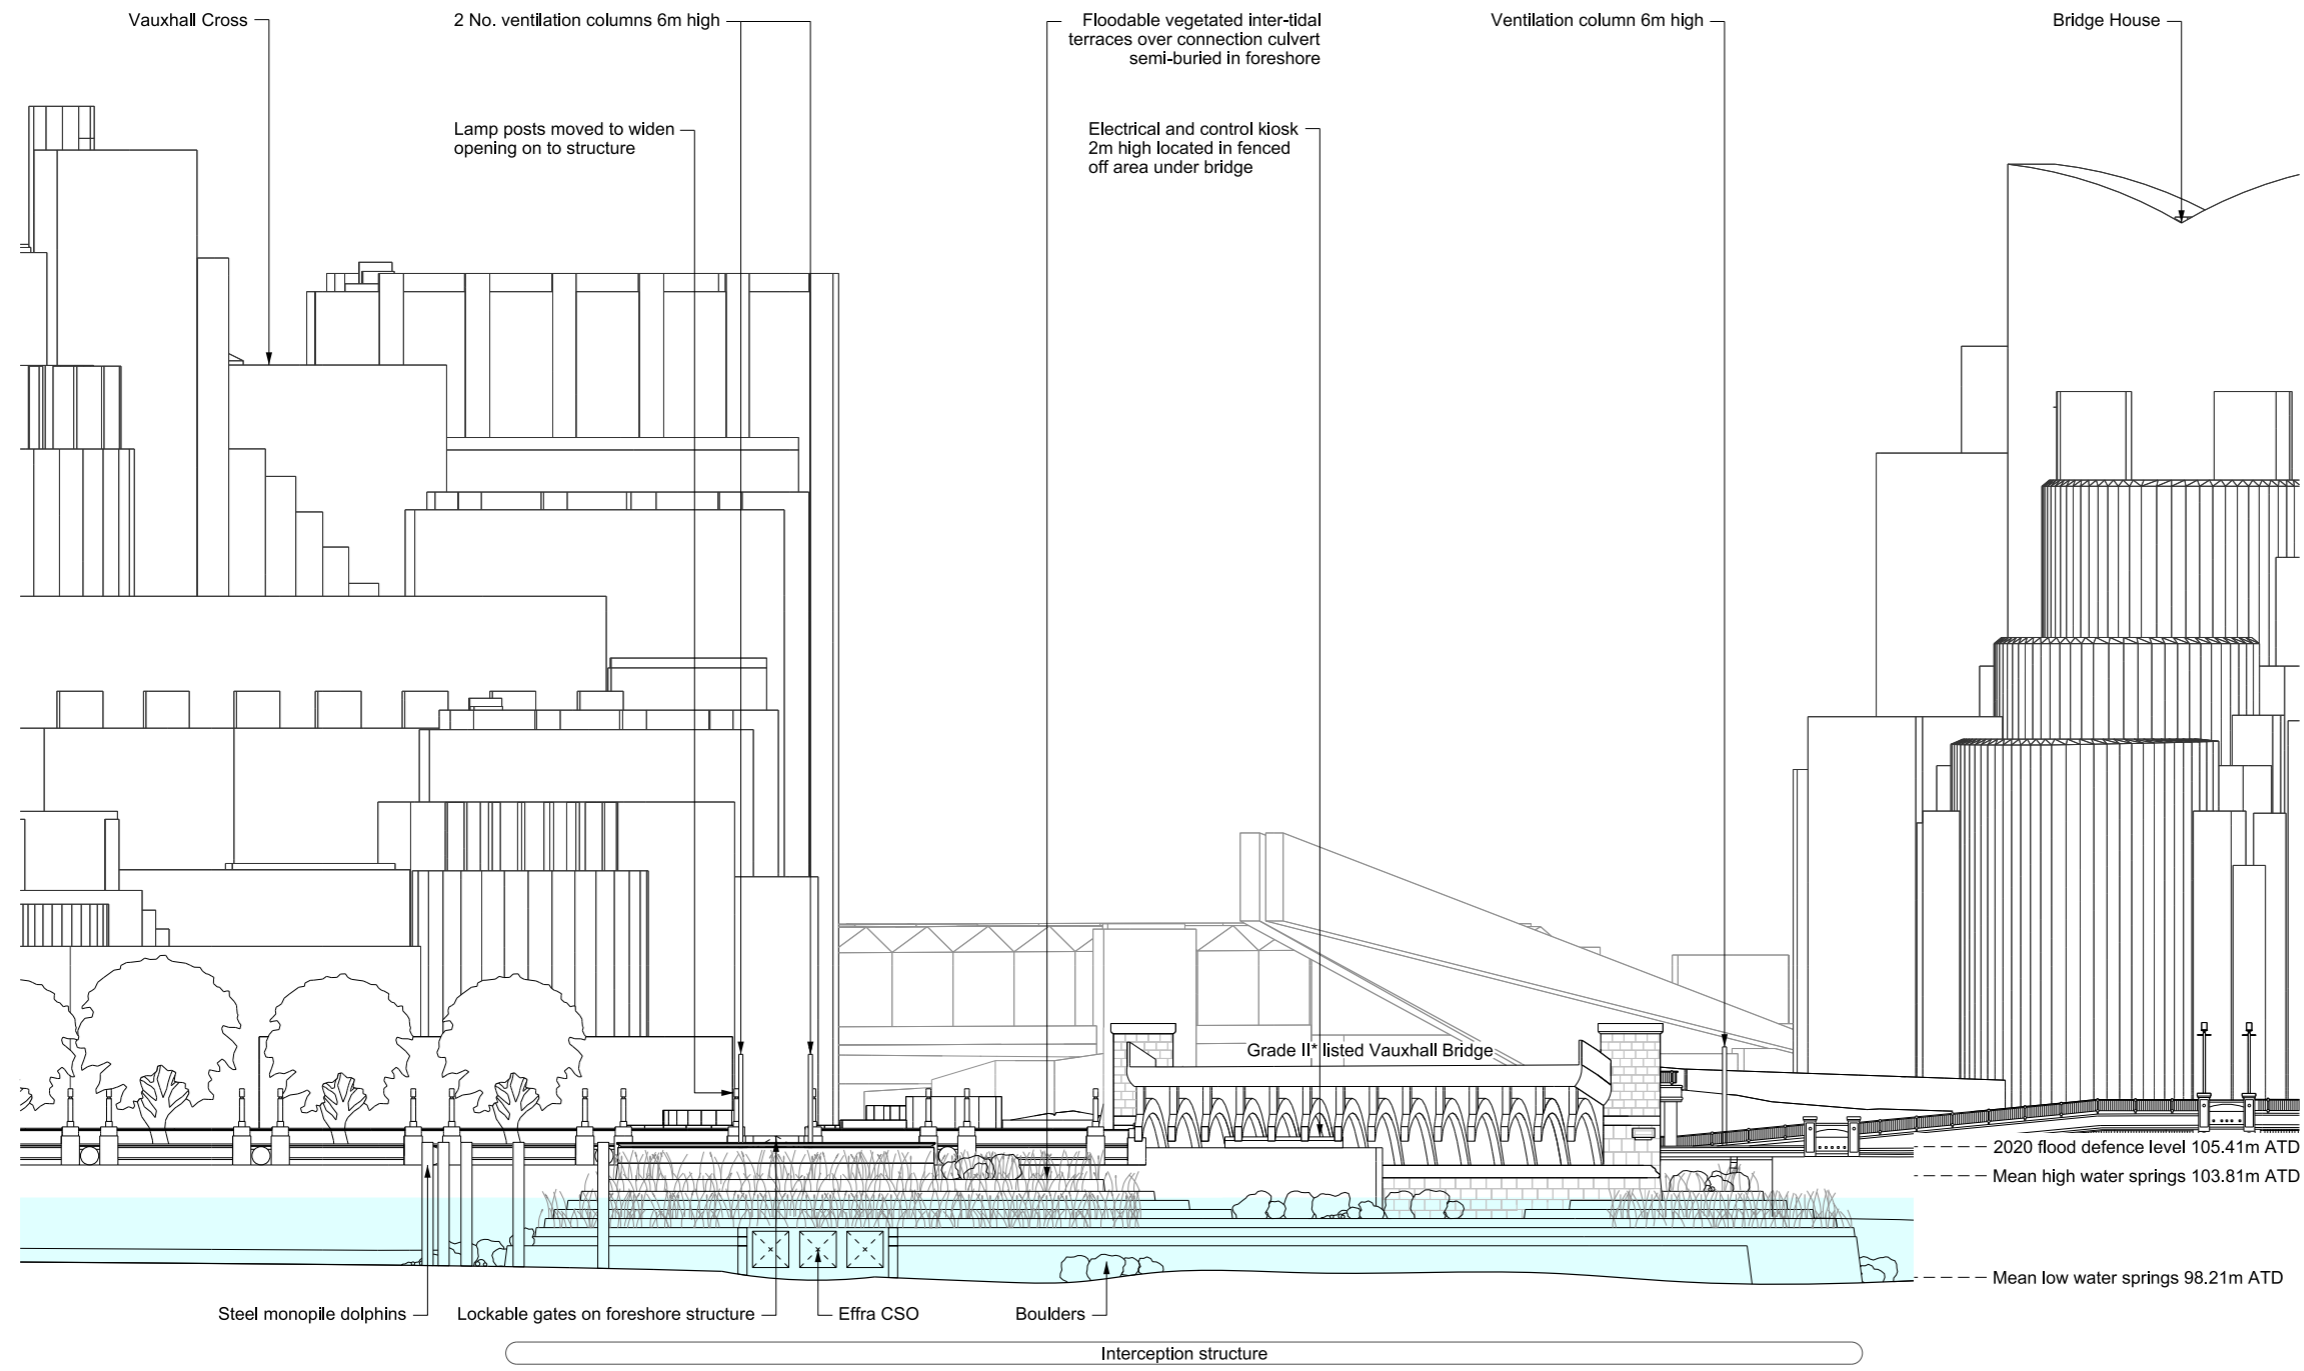 Vauxhall Cross
2 No. ventilation columns 6m high
Floodable vegetated inter-tidal
terraces over connection culvert
semi-buried in foreshore
Ventilation column 6m high
Bridge House
Lamp posts moved to widen
opening on to structure
Electrical and control kiosk
2m high located in fenced
off area under bridge
Grade II* listed Vauxhall Bridge
2020 flood defence level 105.41m ATD
Mean high water springs 103.81m ATD
Mean low water springs 98.21m ATD
Steel monopile dolphins
Lockable gates on foreshore structure
Effra CSO
Boulders
Interception structure